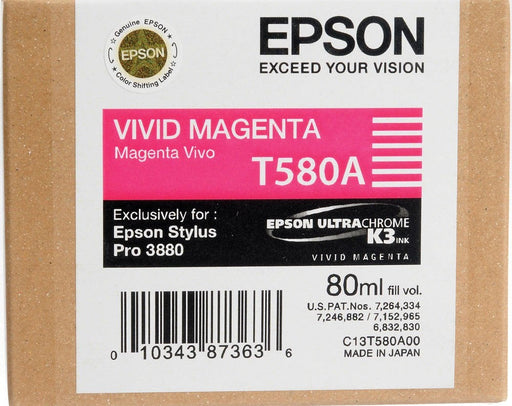 Genuine EPSON
EPSON
Color Shifting Label
EPSON
EXCEED YOUR VISION
VIVID MAGENTA
Magenta Vivo
T580A
Exclusively for :
Epson Stylus
Pro 3880
EPSON ULTRACHROME
K3 INK
VIVID MAGENTA
80ml fill vol.
U.S.PAT.Nos. 7,264,334
7,246,882 / 7,152,965
6,832,830
C13T580A00
MADE IN JAPAN
0 10343 87363 6